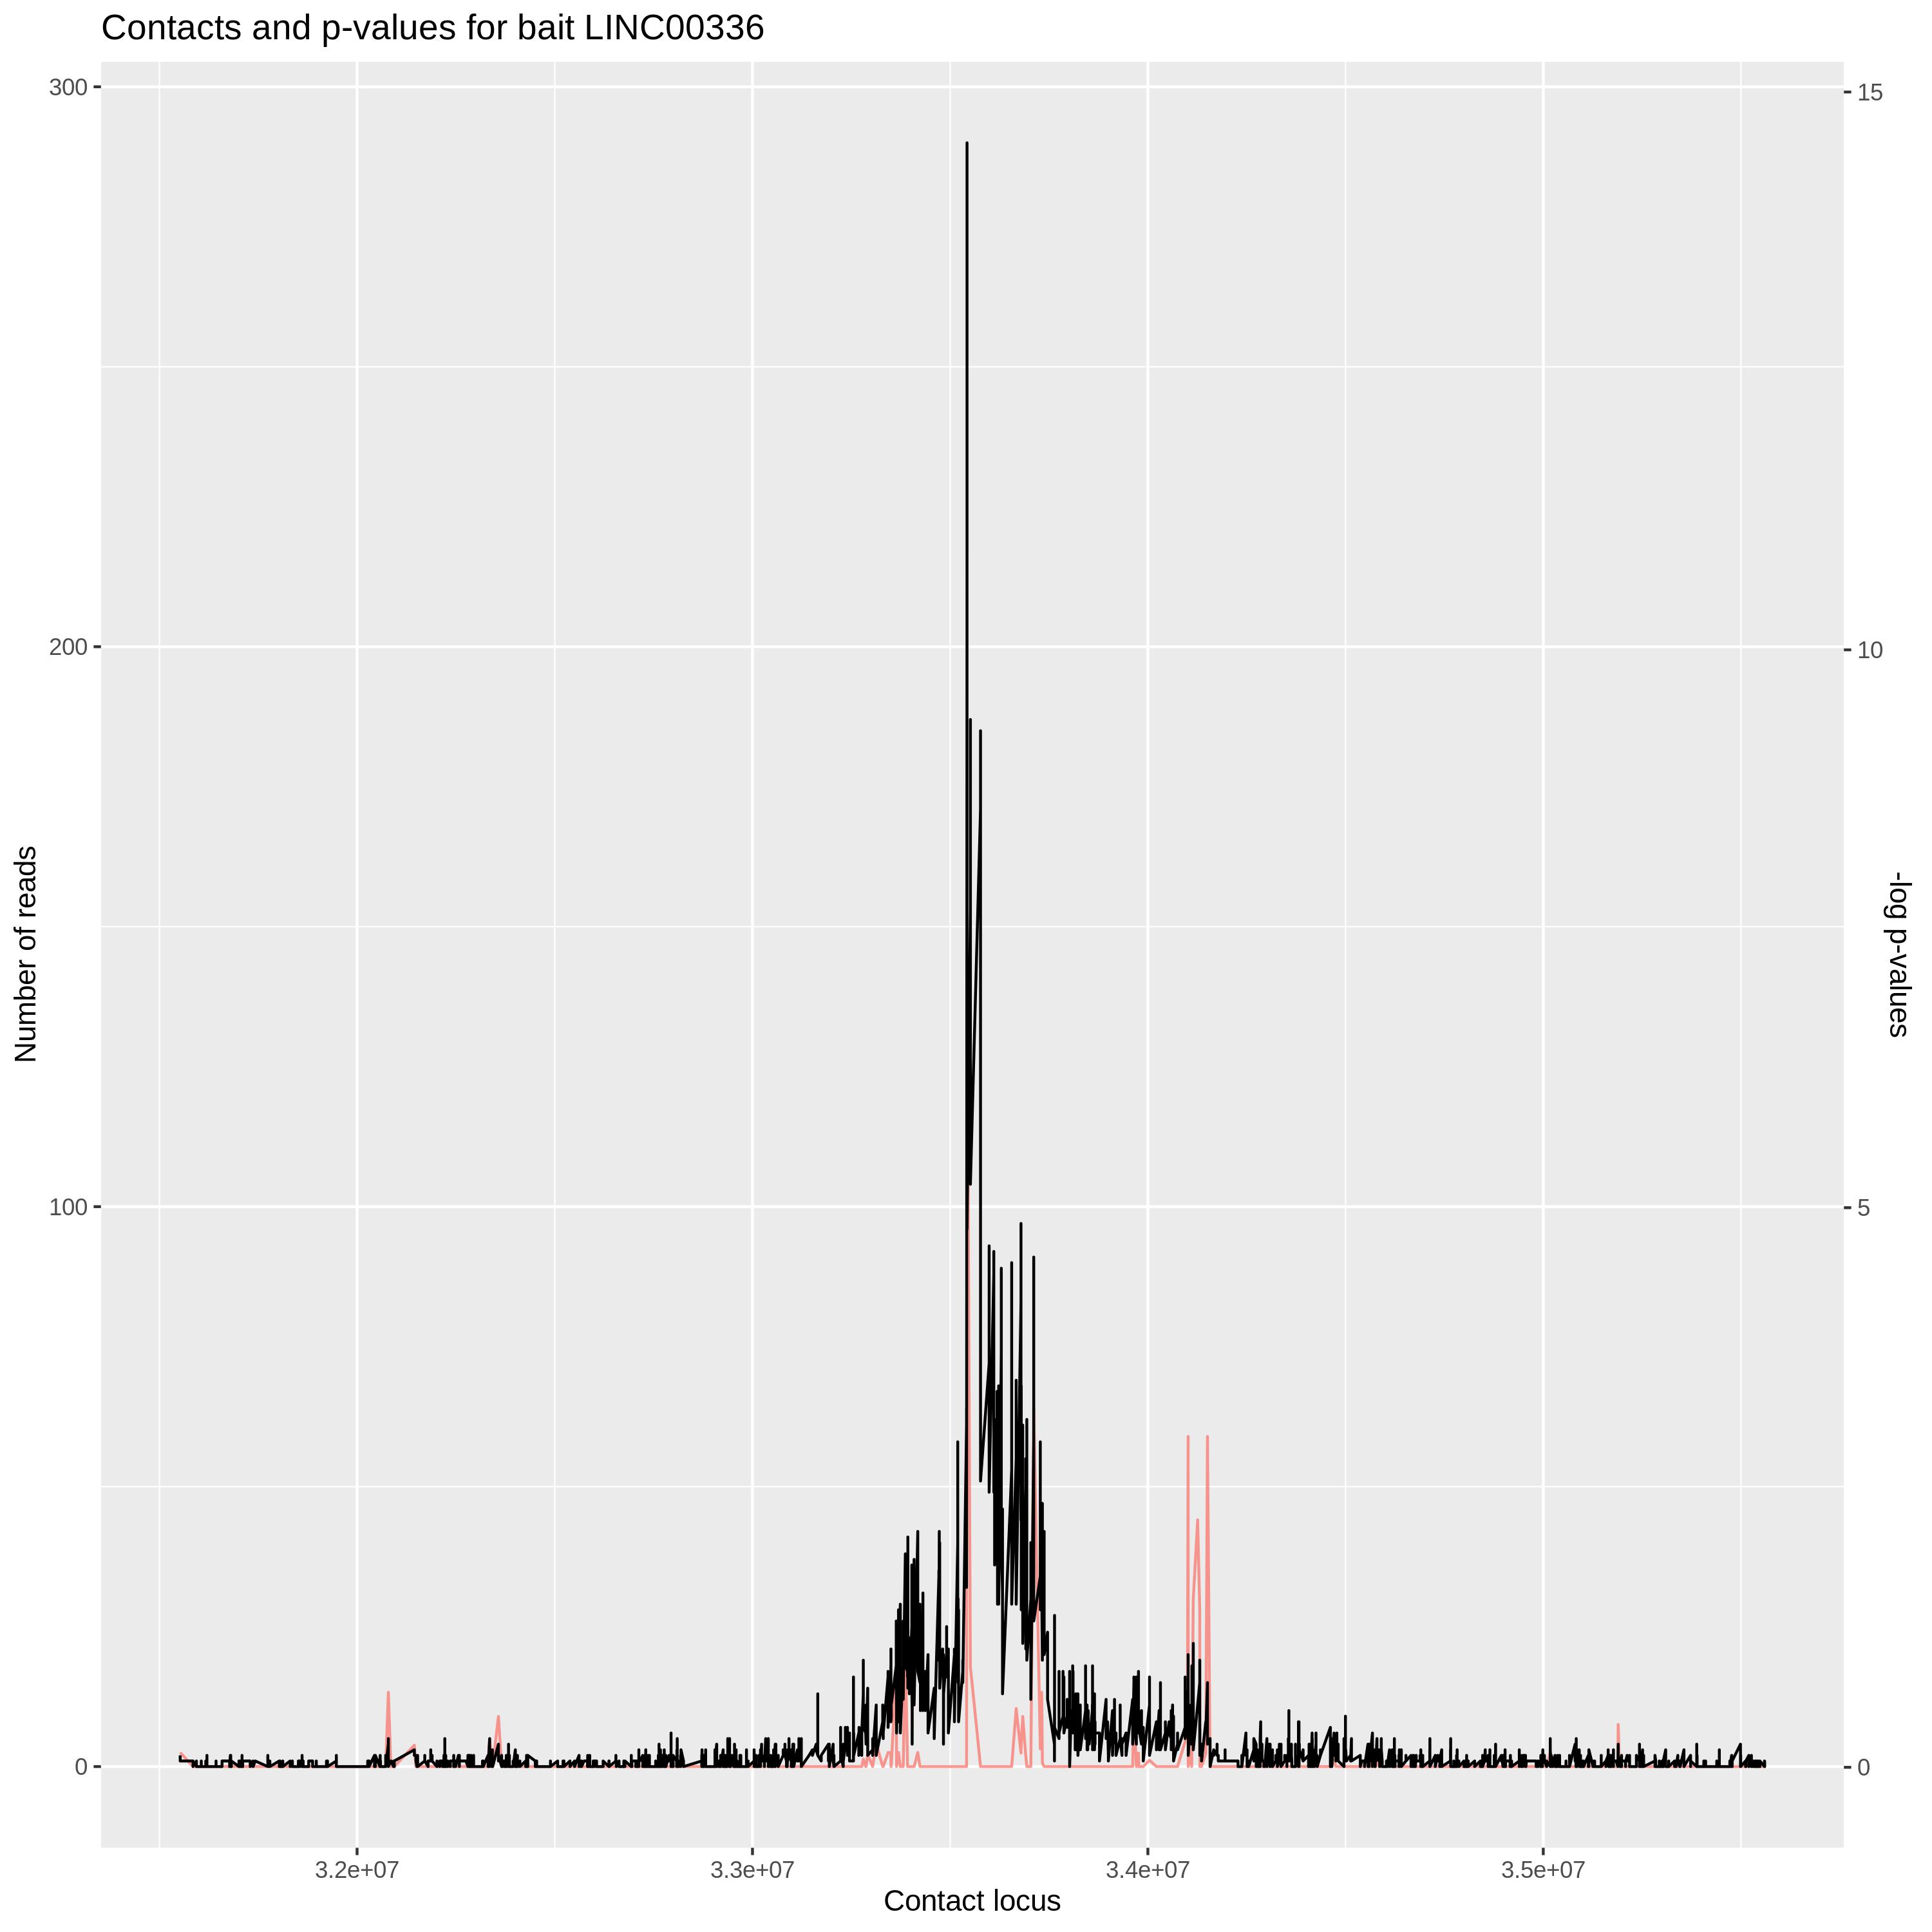 Contacts and p-values for bait LINC00336
300
200
100
0
15
10
5
0
Number of reads
-log p-values
3.2e+07 3.3e+07 3.4e+07 3.5e+07
Contact locus